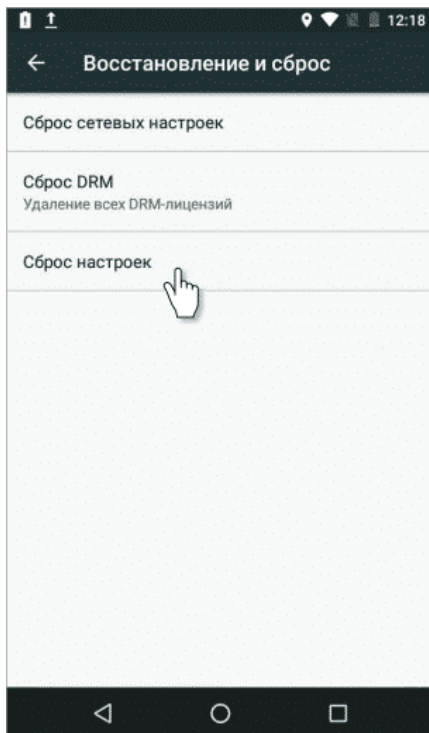 12:18
Восстановление и сброс
Сброс сетевых настроек
Сброс DRM
Удаление всех DRM-лицензий
Сброс настроек